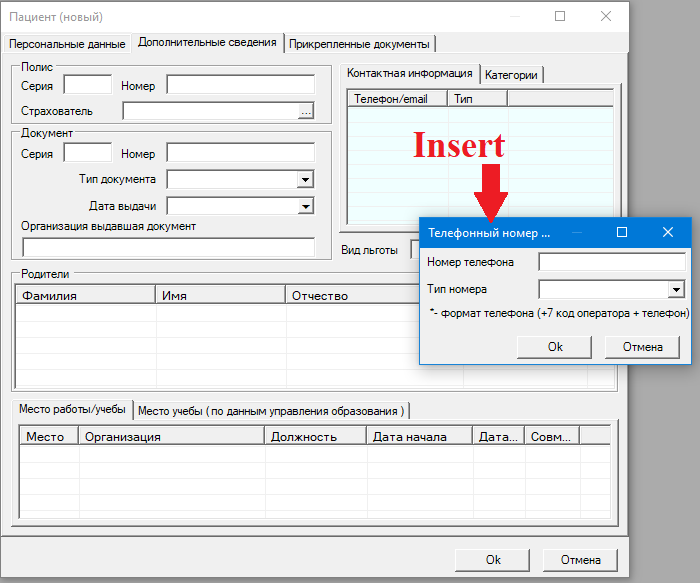 Пациент (новый)
Персональные данные Дополнительные сведения Прикрепленные документы
Полис
Серия Номер
Страхователь ...
Документ
Серия Номер
Тип документа
Дата выдачи
Организация выдавшая документ
Контактная информация Категории
Телефон/email Тип
Insert
Вид льготы
Телефонный номер ...
Номер телефона
Тип номера
*- формат телефона (+7 код оператора + телефон)
Ok Отмена
Родители
Фамилия Имя Отчество
Место работы/учебы Место учебы ( по данным управления образования )
Место Организация Должность Дата начала Дата... Совм...
Ok Отмена